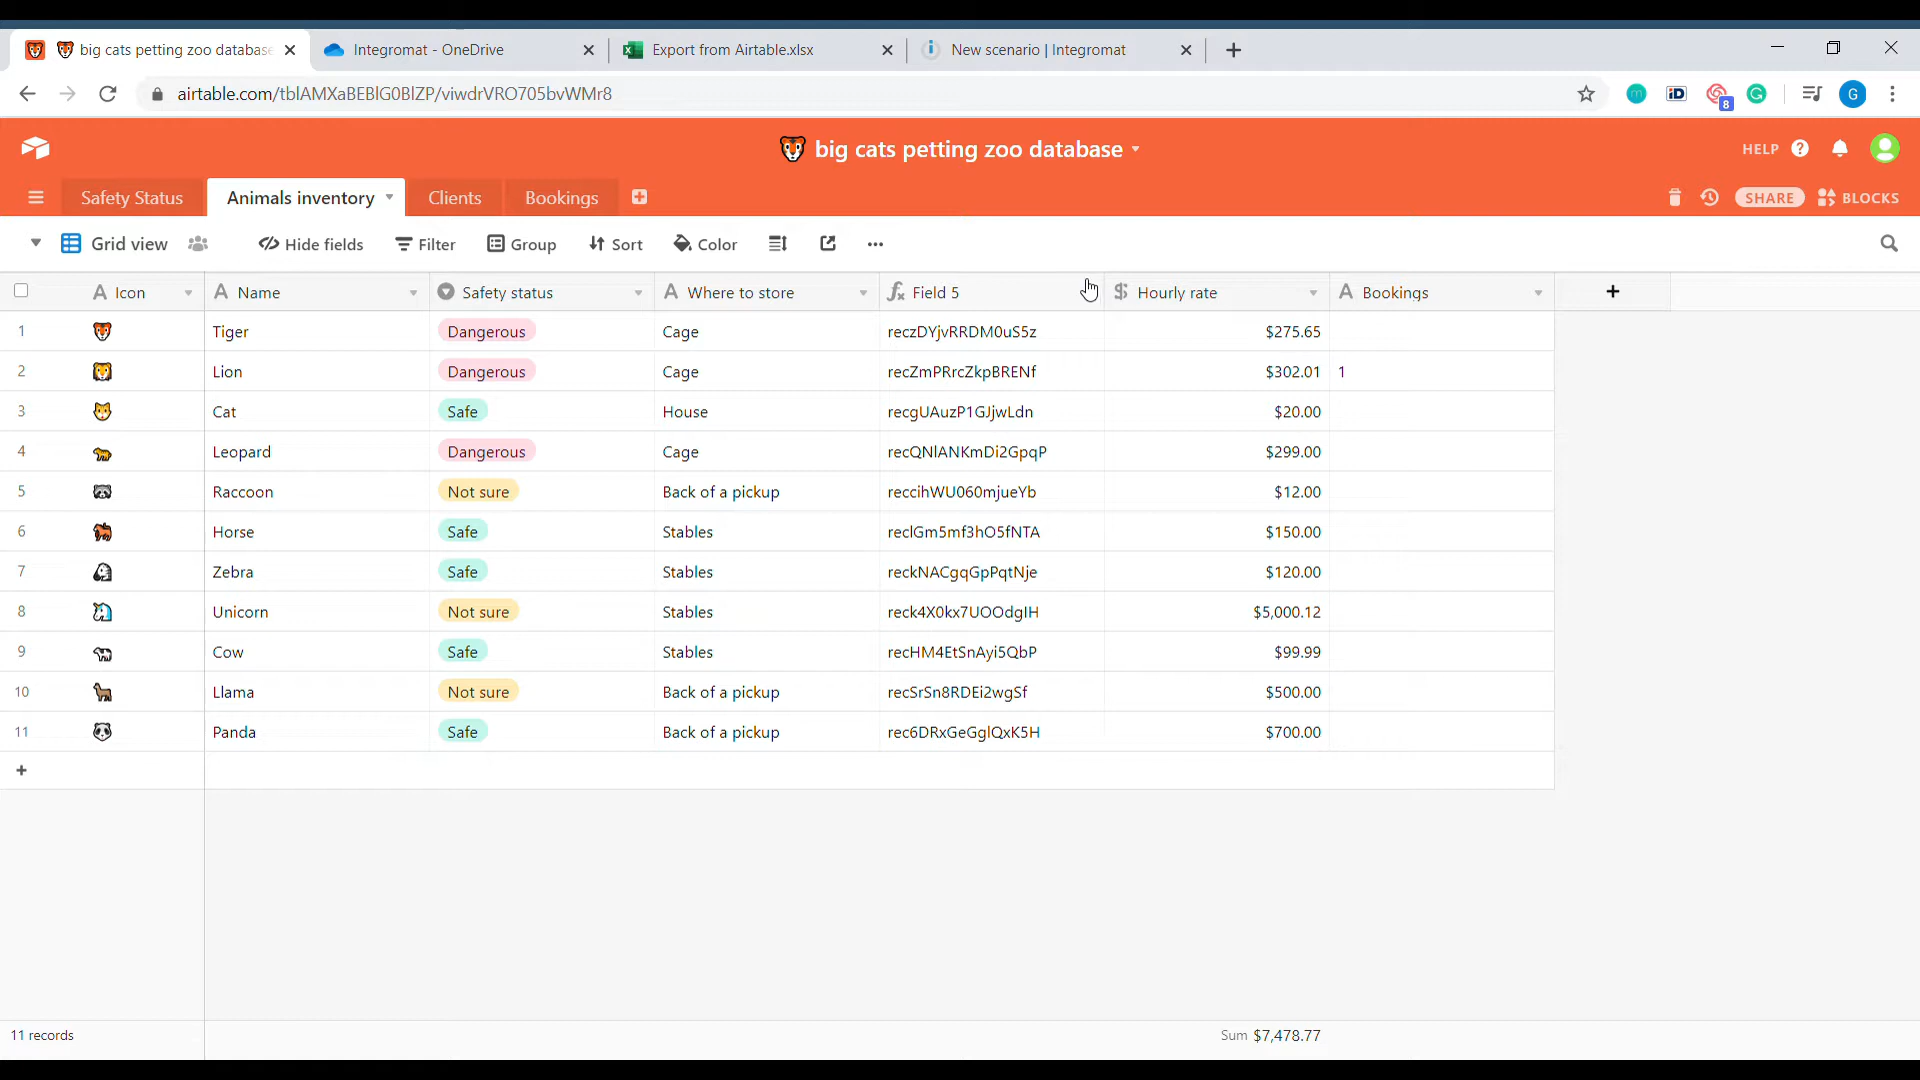 big cats petting zoo database
Integromat - OneDrive
Export from Airtable.xlsx
New scenario | Integromat
airtable.com/tblAMXaBEBlG0BlZP/viwdrVRO705bvWMr8
iD
8
G
big cats petting zoo database
HELP
Safety Status
Animals inventory
Clients
Bookings
SHARE
BLOCKS
Grid view
Hide fields
Filter
Group
Sort
Color
Icon Name Safety status Where to store Field 5 Hourly rate Bookings
1 Tiger Dangerous Cage reczDYjvRRDM0uS5z $275.65
2 Lion Dangerous Cage recZmPRrcZkpBRENf $302.01 1
3 Cat Safe House recgUAuzP1GJjwLdn $20.00
4 Leopard Dangerous Cage recQNlANKmDi2GpqP $299.00
5 Raccoon Not sure Back of a pickup reccihWU060mjueYb $12.00
6 Horse Safe Stables reclGm5mf3hO5fNTA $150.00
7 Zebra Safe Stables reckNACgqGpPqtNje $120.00
8 Unicorn Not sure Stables reck4X0kx7UOOdgIH $5,000.12
9 Cow Safe Stables recHM4EtSnAyi5QbP $99.99
10 Llama Not sure Back of a pickup recSrSn8RDEi2wgSf $500.00
11 Panda Safe Back of a pickup rec6DRxGeGglQxK5H $700.00
11 records
Sum $7,478.77